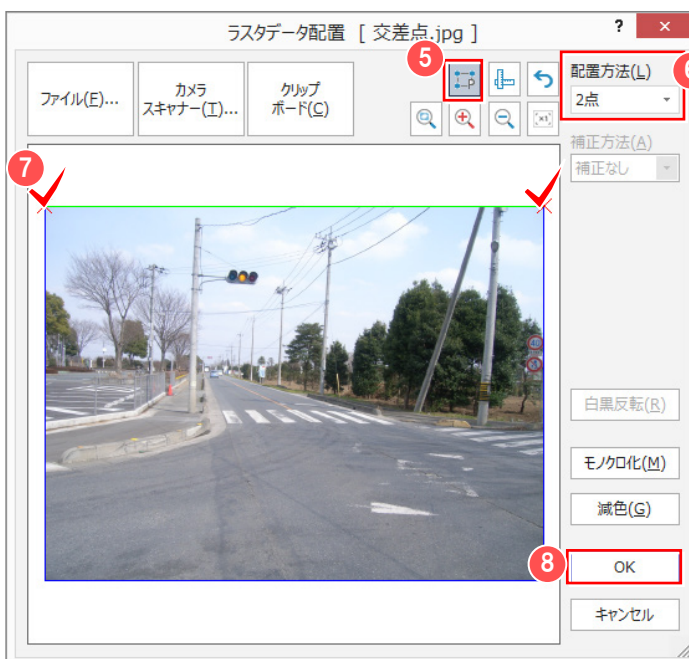 ラスタデータ配置 [ 交差点.jpg ]
? ×
5
6
ファイル(F)...
カメラ
スキャナー(T)...
クリップ
ボード(C)
P
x1
配置方法(L)
2点
補正方法(A)
補正なし
7
40
白黒反転(R)
モノクロ化(M)
減色(G)
8
OK
キャンセル